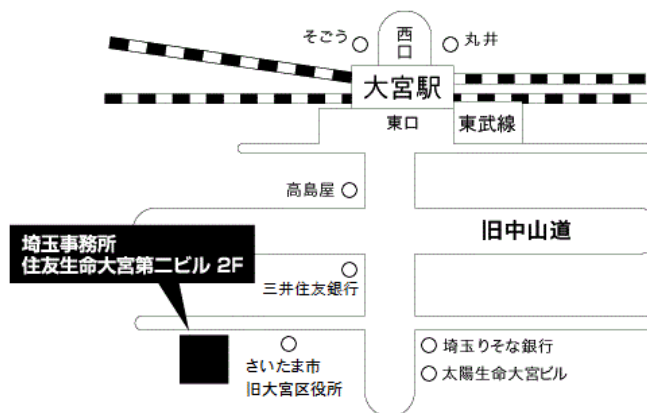 そごう
西口
丸井
大宮駅
東口
東武線
高島屋
旧中山道
埼玉事務所
住友生命大宮第二ビル 2F
三井住友銀行
さいたま市
旧大宮区役所
埼玉りそな銀行
太陽生命大宮ビル